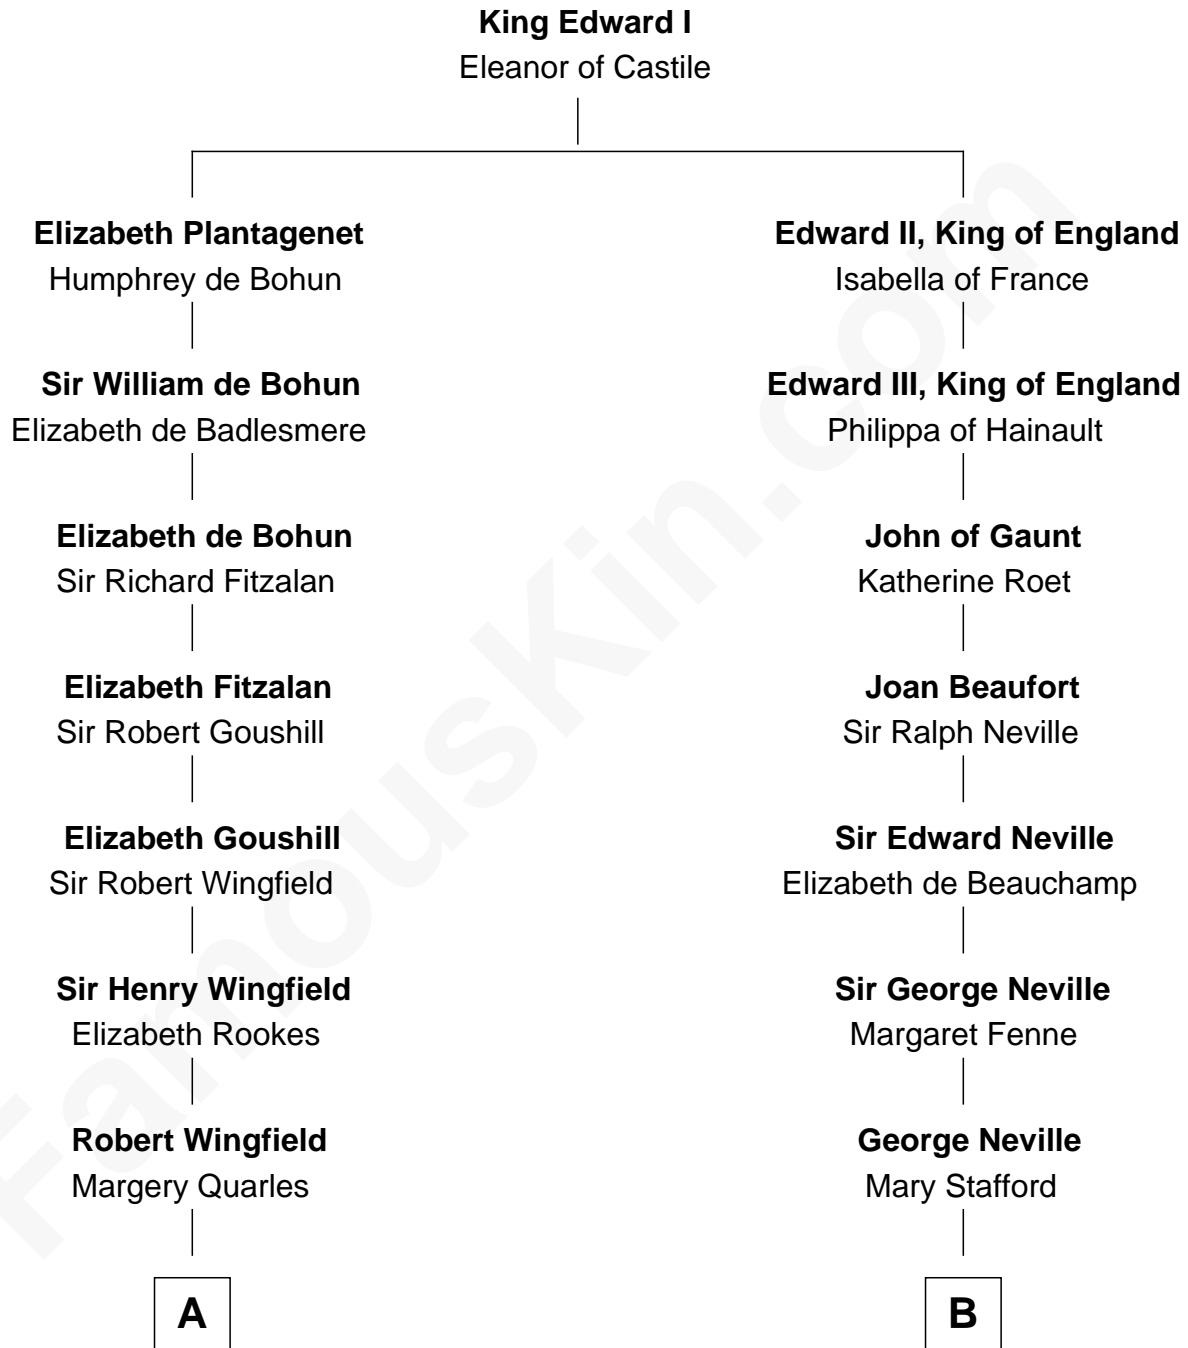 King Edward I
Eleanor of Castile
Elizabeth Plantagenet
Humphrey de Bohun
Edward II, King of England
Isabella of France
Sir William de Bohun
Elizabeth de Badlesmere
Edward III, King of England
Philippa of Hainault
Elizabeth de Bohun
Sir Richard Fitzalan
John of Gaunt
Katherine Roet
Elizabeth Fitzalan
Sir Robert Goushill
Joan Beaufort
Sir Ralph Neville
Elizabeth Goushill
Sir Robert Wingfield
Sir Edward Neville
Elizabeth de Beauchamp
Sir Henry Wingfield
Elizabeth Rookes
Sir George Neville
Margaret Fenne
Robert Wingfield
Margery Quarles
George Neville
Mary Stafford
A
B
FamousKin.com